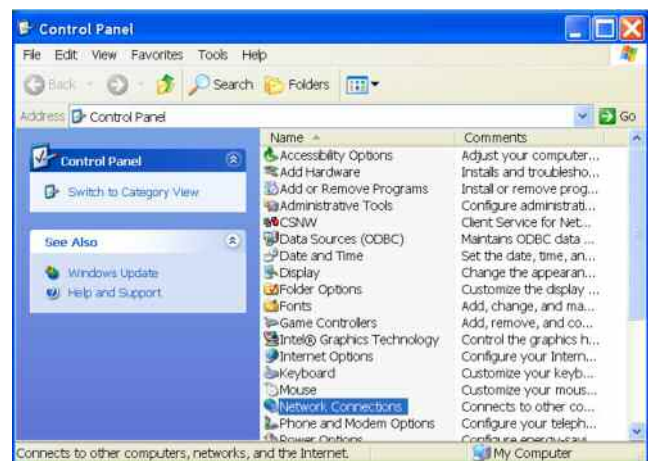 Control Panel
File Edit View Favorites Tools Help
Back Search Folders
Address Control Panel Go
Control Panel
Switch to Category View
See Also
Windows Update
Help and Support
Name Comments
Accessibility Options Adjust your computer...
Add Hardware Installs and troublesho...
Add or Remove Programs Install or remove prog...
Administrative Tools Configure administrati...
CSNW Client Service for Net...
Data Sources (ODBC) Maintains ODBC data ...
Date and Time Set the date, time, an...
Display Change the appearan...
Folder Options Customize the display ...
Fonts Add, change, and ma...
Game Controllers Add, remove, and co...
Intel® Graphics Technology Control the graphics h...
Internet Options Configure your Intern...
Keyboard Customize your keyb...
Mouse Customize your mous...
Network Connections Connects to other co...
Phone and Modem Options Configure your teleph...
Power Options Configure energy-savi...
Connects to other computers, networks, and the Internet. My Computer